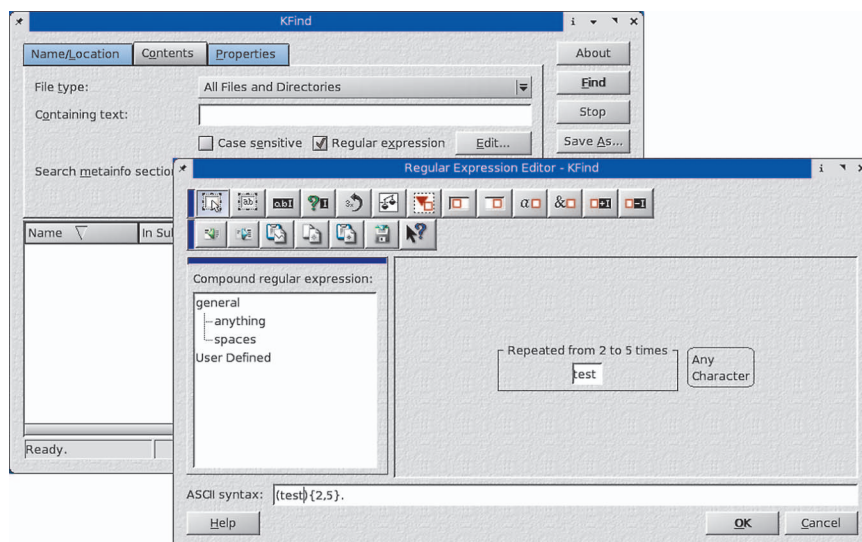 KFind
Name/Location Contents Properties
About
File type: All Files and Directories
Find
Containing text:
Stop
Case sensitive Regular expression Edit...
Save As...
Search metainfo section
Regular Expression Editor - KFind
Name In Sul
Compound regular expression:
general
anything
spaces
User Defined
Repeated from 2 to 5 times
test
Any
Character
Ready.
ASCII syntax: (test){2,5}.
Help OK Cancel